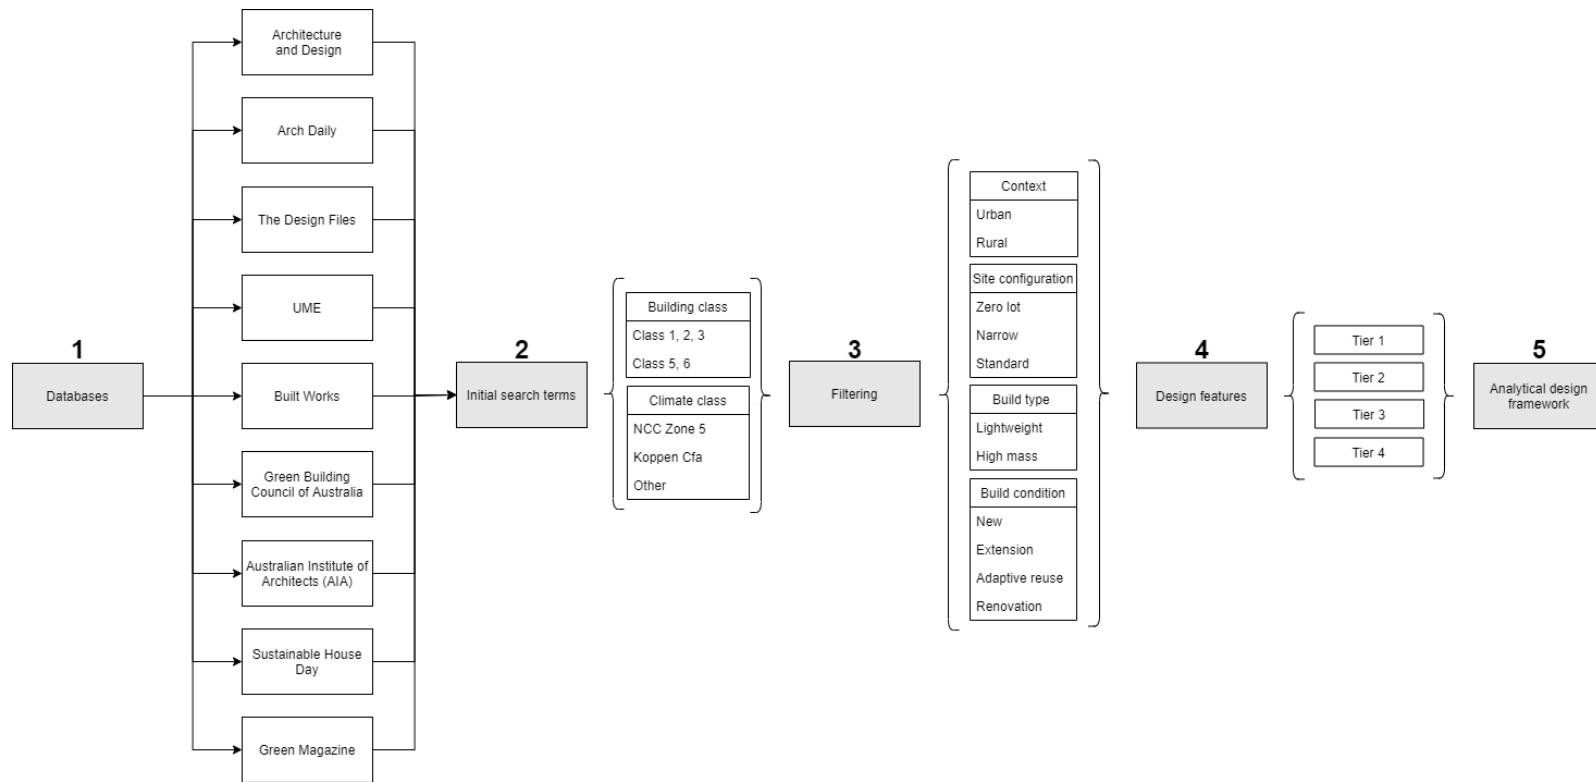 1
Databases
Architecture
and Design
Arch Daily
The Design Files
UME
Built Works
Green Building
Council of Australia
Australian Institute of
Architects (AIA)
Sustainable House
Day
Green Magazine
2
Initial search terms
Building class
Class 1, 2, 3
Class 5, 6
Climate class
NCC Zone 5
Koppen Cfa
Other
3
Filtering
Context
Urban
Rural
Site configuration
Zero lot
Narrow
Standard
Build type
Lightweight
High mass
Build condition
New
Extension
Adaptive reuse
Renovation
4
Design features
Tier 1
Tier 2
Tier 3
Tier 4
5
Analytical design
framework